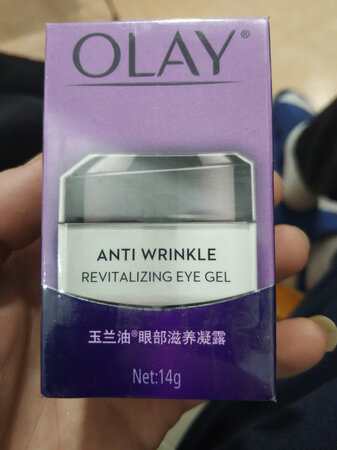 OLAY®
ANTI WRINKLE
REVITALIZING EYE GEL
玉兰油®眼部滋养凝露
Net:14g